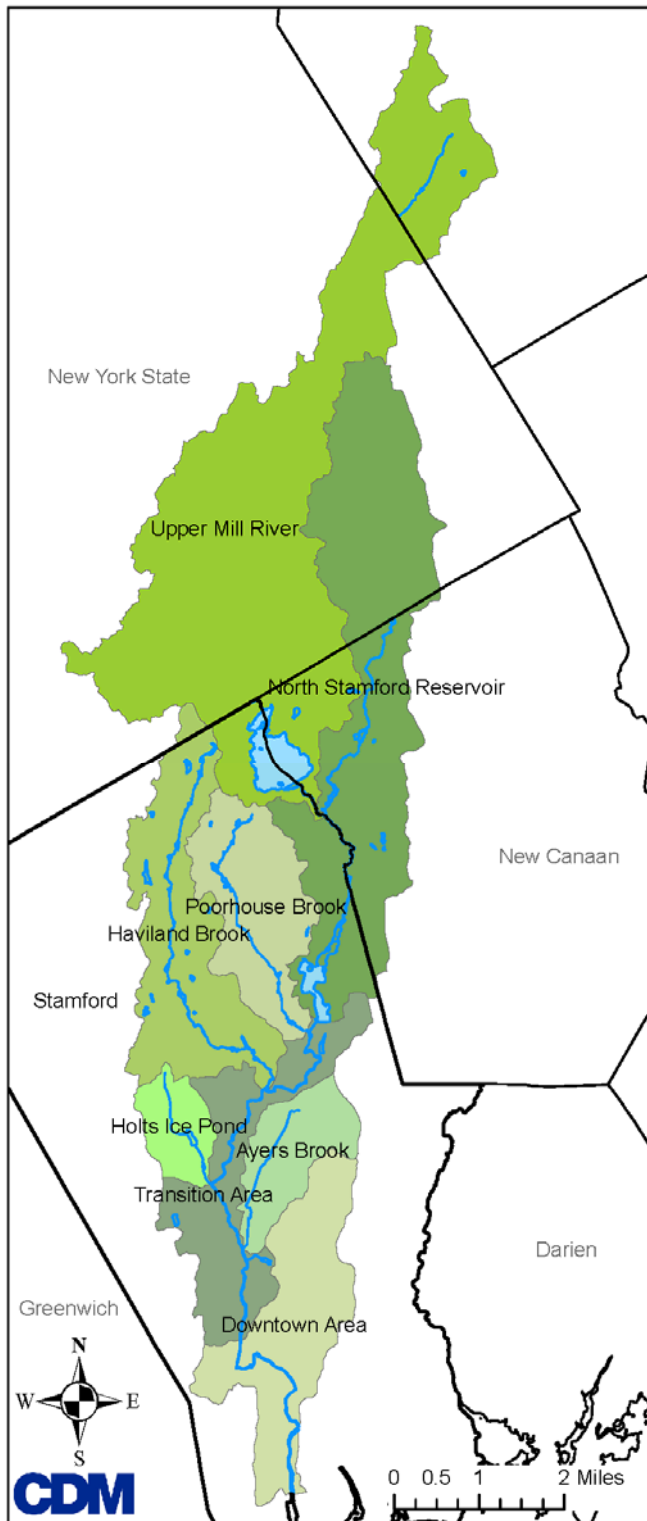 New York State
Upper Mill River
North Stamford Reservoir
New Canaan
Poorhouse Brook
Haviland Brook
Stamford
Holts Ice Pond
Ayers Brook
Transition Area
Darien
Greenwich
Downtown Area
N
W E
S
CDM
0 0.5 1 2 Miles